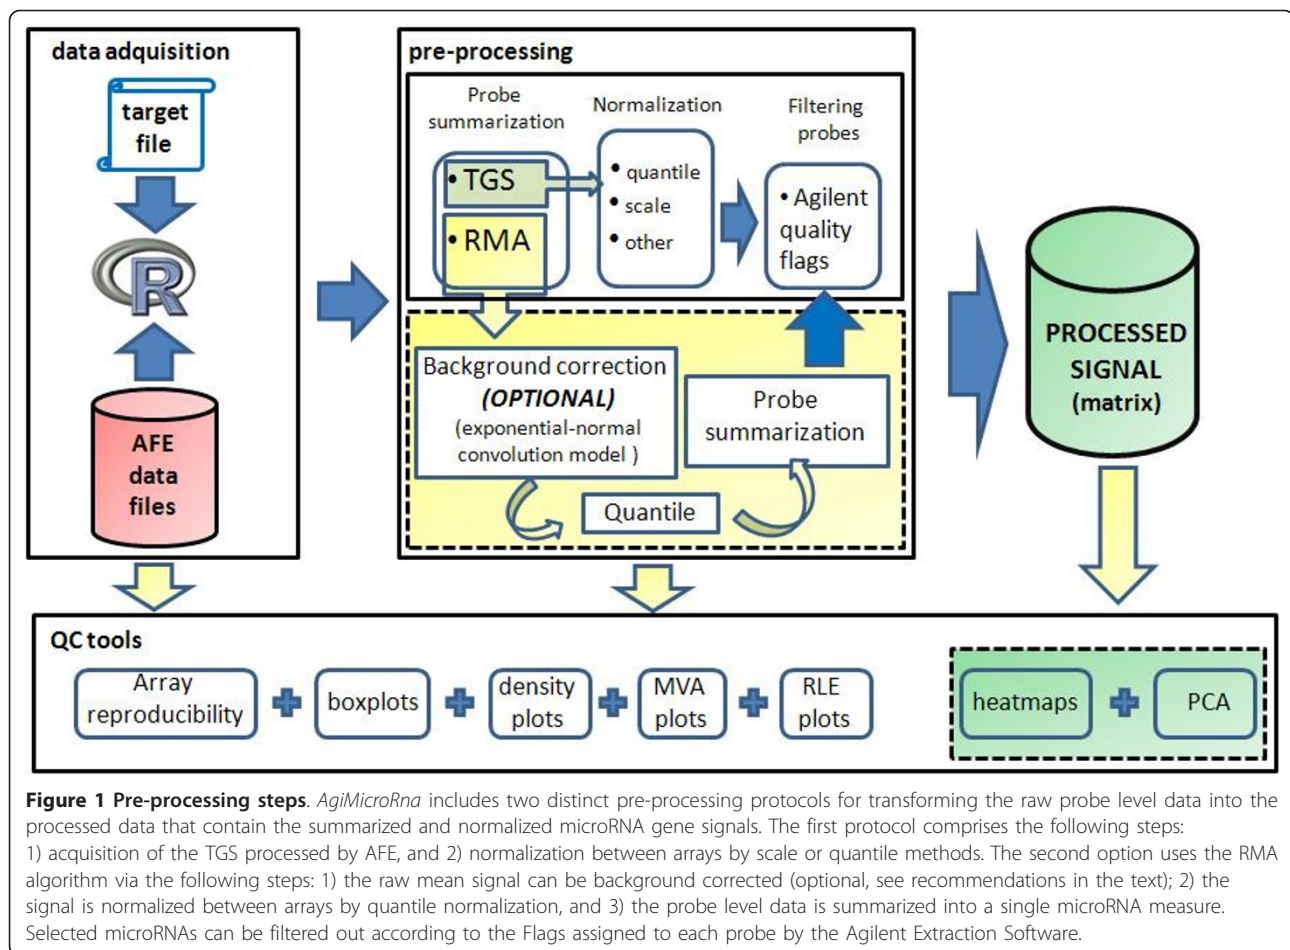 data adquisition
target
file
R
AFE
data
files
pre-processing
Probe
summarization
• TGS
• RMA
Normalization
• quantile
• scale
• other
Filtering
probes
• Agilent
quality
flags
Background correction
(OPTIONAL)
(exponential-normal
convolution model )
Quantile
Probe
summarization
PROCESSED
SIGNAL
(matrix)
QC tools
Array
reproducibility
boxplots
density
plots
MVA
plots
RLE
plots
heatmaps
PCA
Figure 1 Pre-processing steps. AgiMicroRna includes two distinct pre-processing protocols for transforming the raw probe level data into the
processed data that contain the summarized and normalized microRNA gene signals. The first protocol comprises the following steps:
1) acquisition of the TGS processed by AFE, and 2) normalization between arrays by scale or quantile methods. The second option uses the RMA
algorithm via the following steps: 1) the raw mean signal can be background corrected (optional, see recommendations in the text); 2) the
signal is normalized between arrays by quantile normalization, and 3) the probe level data is summarized into a single microRNA measure.
Selected microRNAs can be filtered out according to the Flags assigned to each probe by the Agilent Extraction Software.